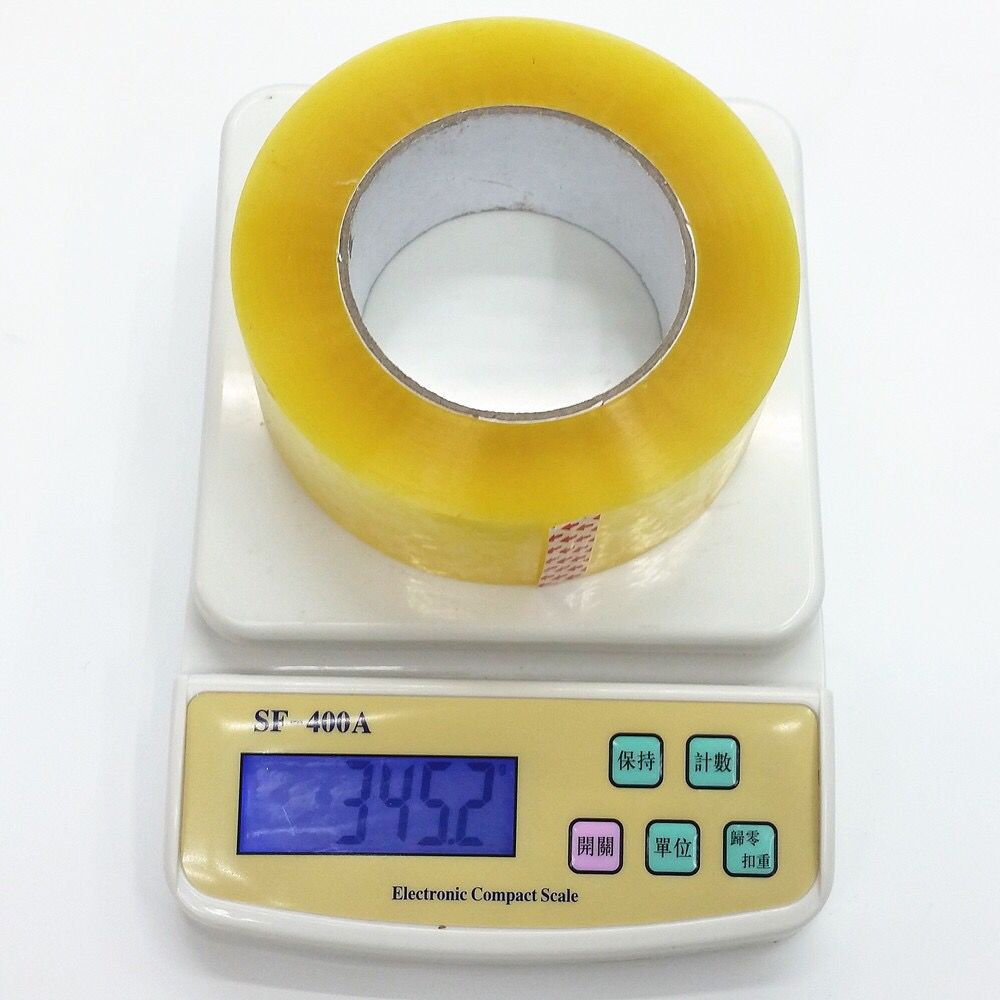 SF-400A
345.2
保持
計數
開關
單位
歸零
扣重
Electronic Compact Scale